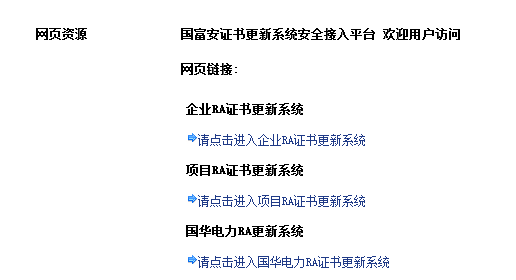 网页资源
国富安证书更新系统安全接入平台 欢迎用户访问
网页链接:
企业RA证书更新系统
请点击进入企业RA证书更新系统
项目RA证书更新系统
请点击进入项目RA证书更新系统
国华电力RA更新系统
请点击进入国华电力RA证书更新系统